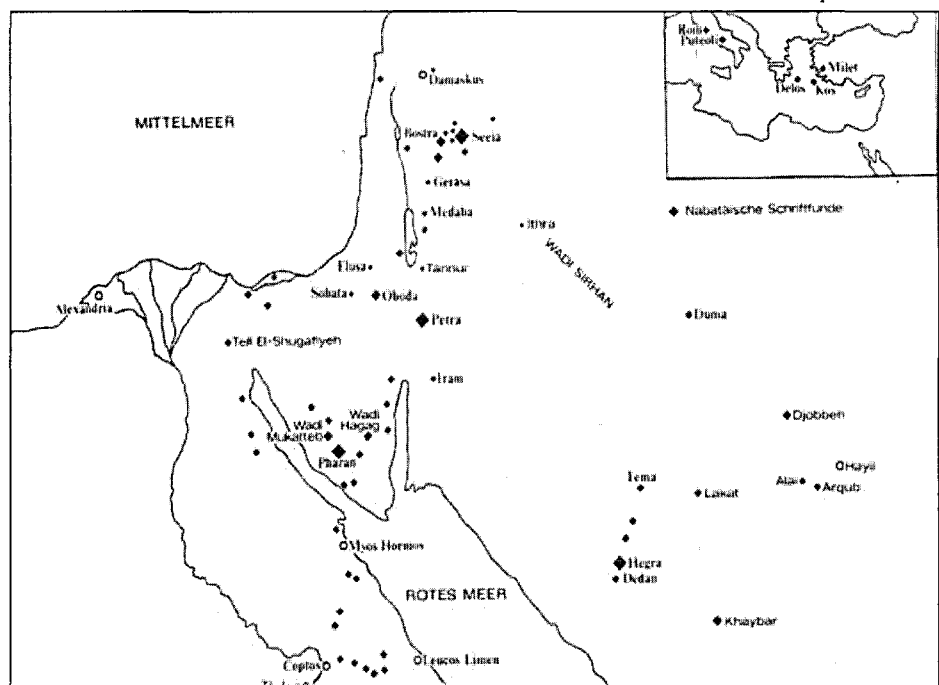 Rom
Puteoli
Milet
Delos
Kos
MITTELMEER
Damaskus
Bostra
Seeia
Gerasa
Medaba
Nabatäische Schriftfunde
Ithra
WADI SIRHAN
Elusa
Tannur
Sobata
Oboda
Alexandria
Petra
Duma
Tell El-Shugafiyeh
Iram
Wadi
Mukatteb
Wadi
Hagag
Djobbeh
Pharan
Hayil
Tema
Alai
Arqub
Lakat
Myos Hormos
Hegra
Dedan
ROTES MEER
Khaybar
Coptos
Leucos Limen